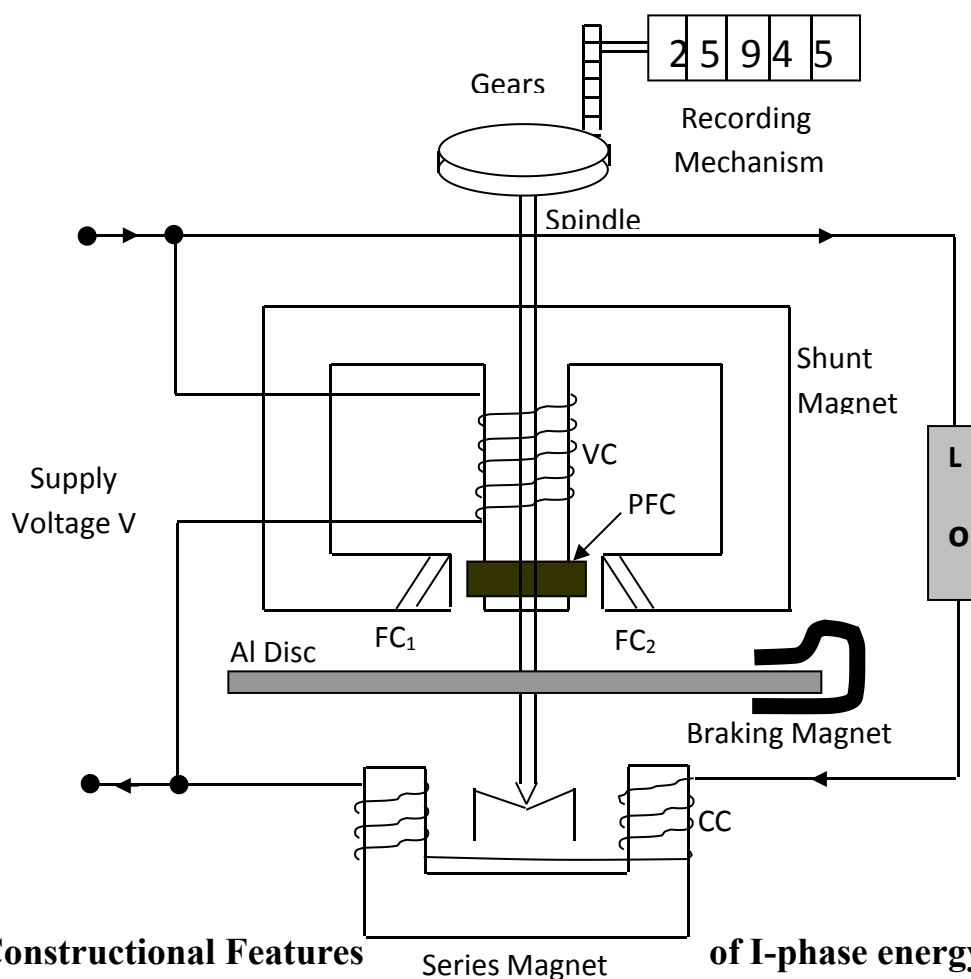 2 5 9 4 5
Gears
Recording
Mechanism
Spindle
Shunt
Magnet
VC
L
Supply
Voltage V
PFC
O
FC₁
FC₂
Al Disc
Braking Magnet
CC
Constructional Features of I-phase energy
Series Magnet